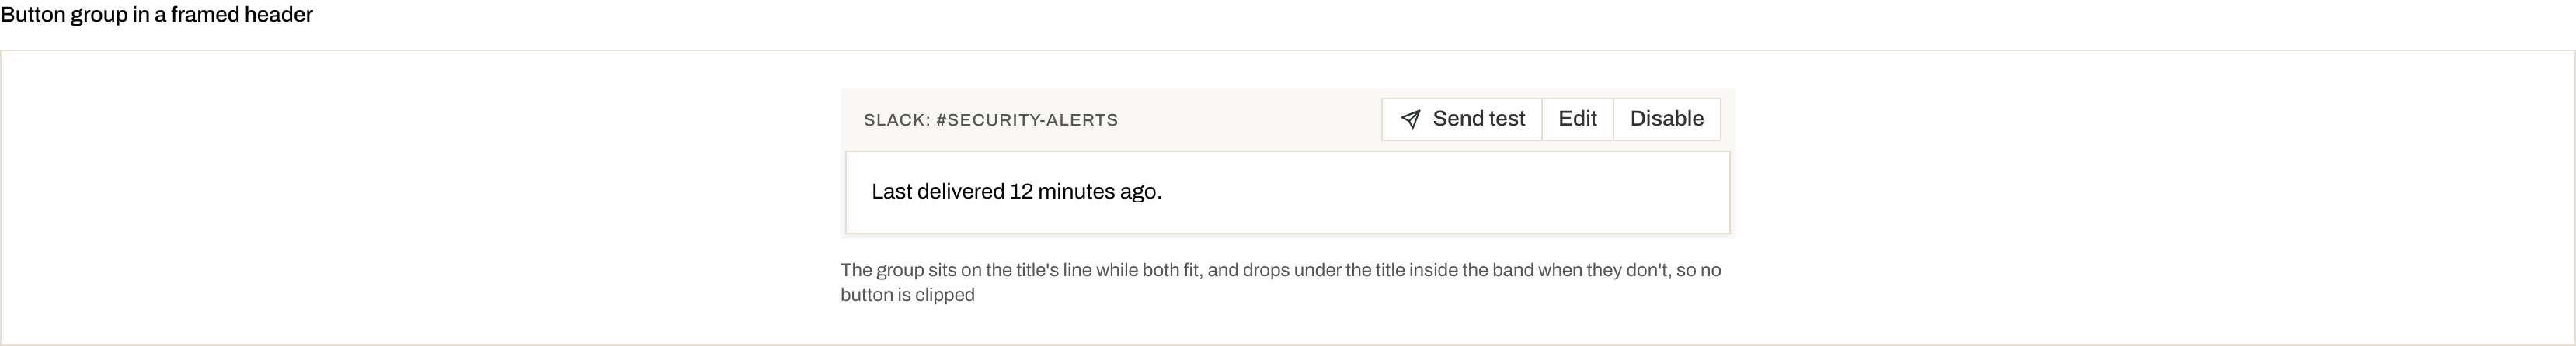 Button group in a framed header
SLACK: #SECURITY-ALERTS
Send test
Edit
Disable
Last delivered 12 minutes ago.
The group sits on the title's line while both fit, and drops under the title inside the band when they don't, so no
button is clipped